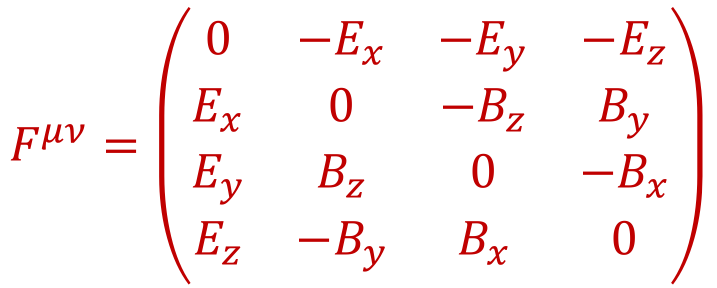 F^{μν} = 
( 0 −E_x −E_y −E_z )
( E_x 0 −B_z B_y )
( E_y B_z 0 −B_x )
( E_z −B_y B_x 0 )